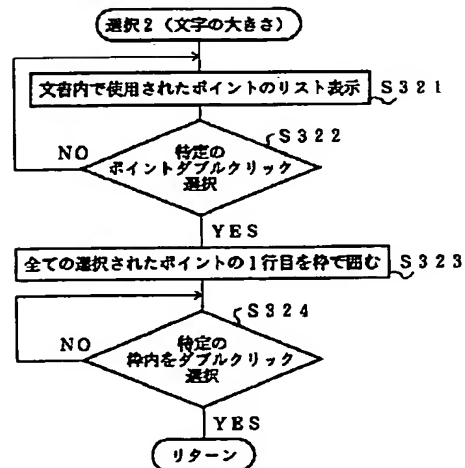 選択2（文字の大きさ）
文書内で使用されたポイントのリスト表示 S321
S322
NO
特定の
ポイントダブルクリック
選択
YES
全ての選択されたポイントの1行目を枠で囲む S323
S324
NO
特定の
枠内をダブルクリック
選択
YES
リターン